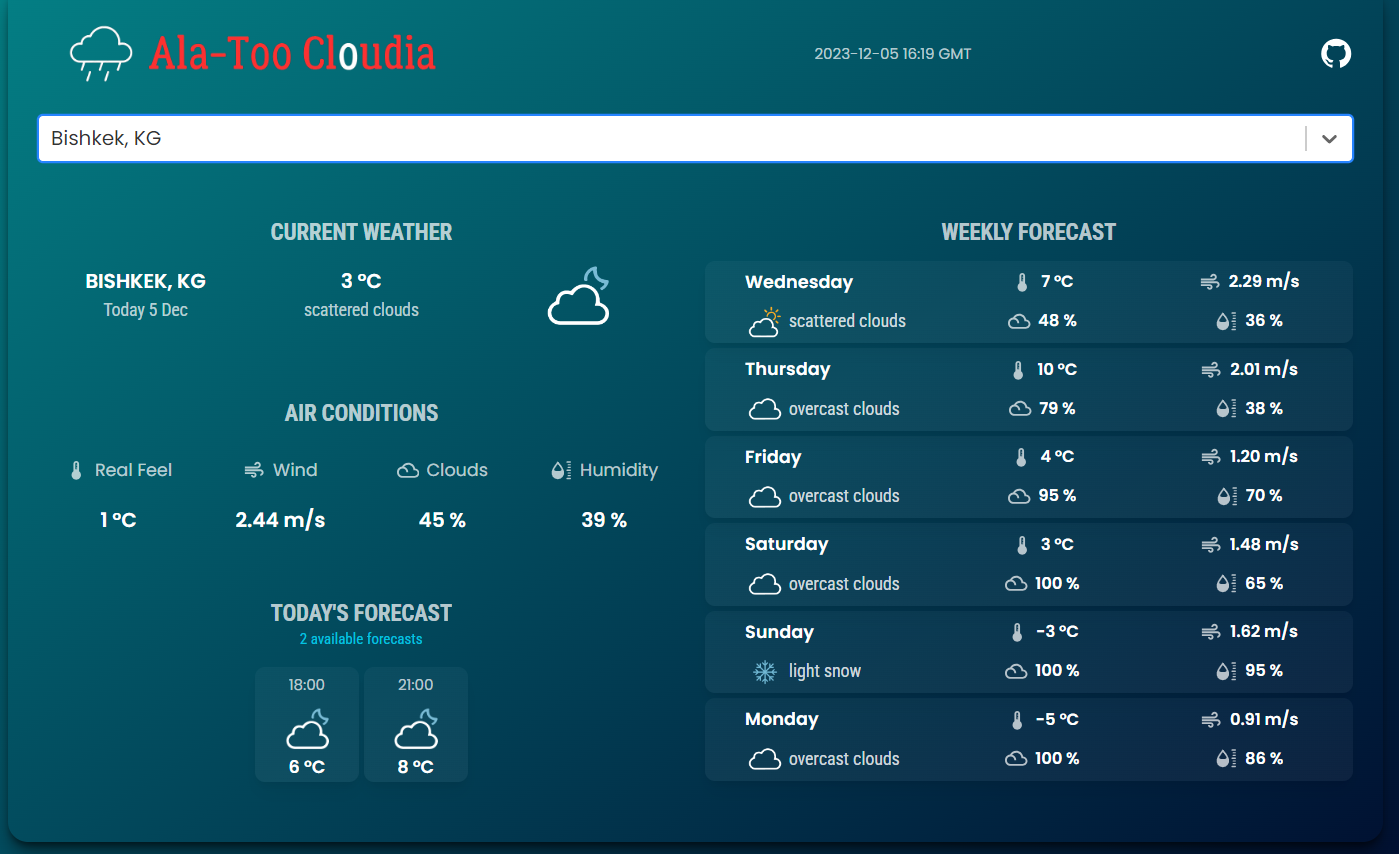 Ala-Too Cloudia
2023-12-05 16:19 GMT
Bishkek, KG
CURRENT WEATHER
BISHKEK, KG
Today 5 Dec
3 °C
scattered clouds
AIR CONDITIONS
Real Feel
1 °C
Wind
2.44 m/s
Clouds
45 %
Humidity
39 %
TODAY'S FORECAST
2 available forecasts
18:00
6 °C
21:00
8 °C
WEEKLY FORECAST
Wednesday 7 °C 2.29 m/s
scattered clouds 48 % 36 %
Thursday 10 °C 2.01 m/s
overcast clouds 79 % 38 %
Friday 4 °C 1.20 m/s
overcast clouds 95 % 70 %
Saturday 3 °C 1.48 m/s
overcast clouds 100 % 65 %
Sunday -3 °C 1.62 m/s
light snow 100 % 95 %
Monday -5 °C 0.91 m/s
overcast clouds 100 % 86 %